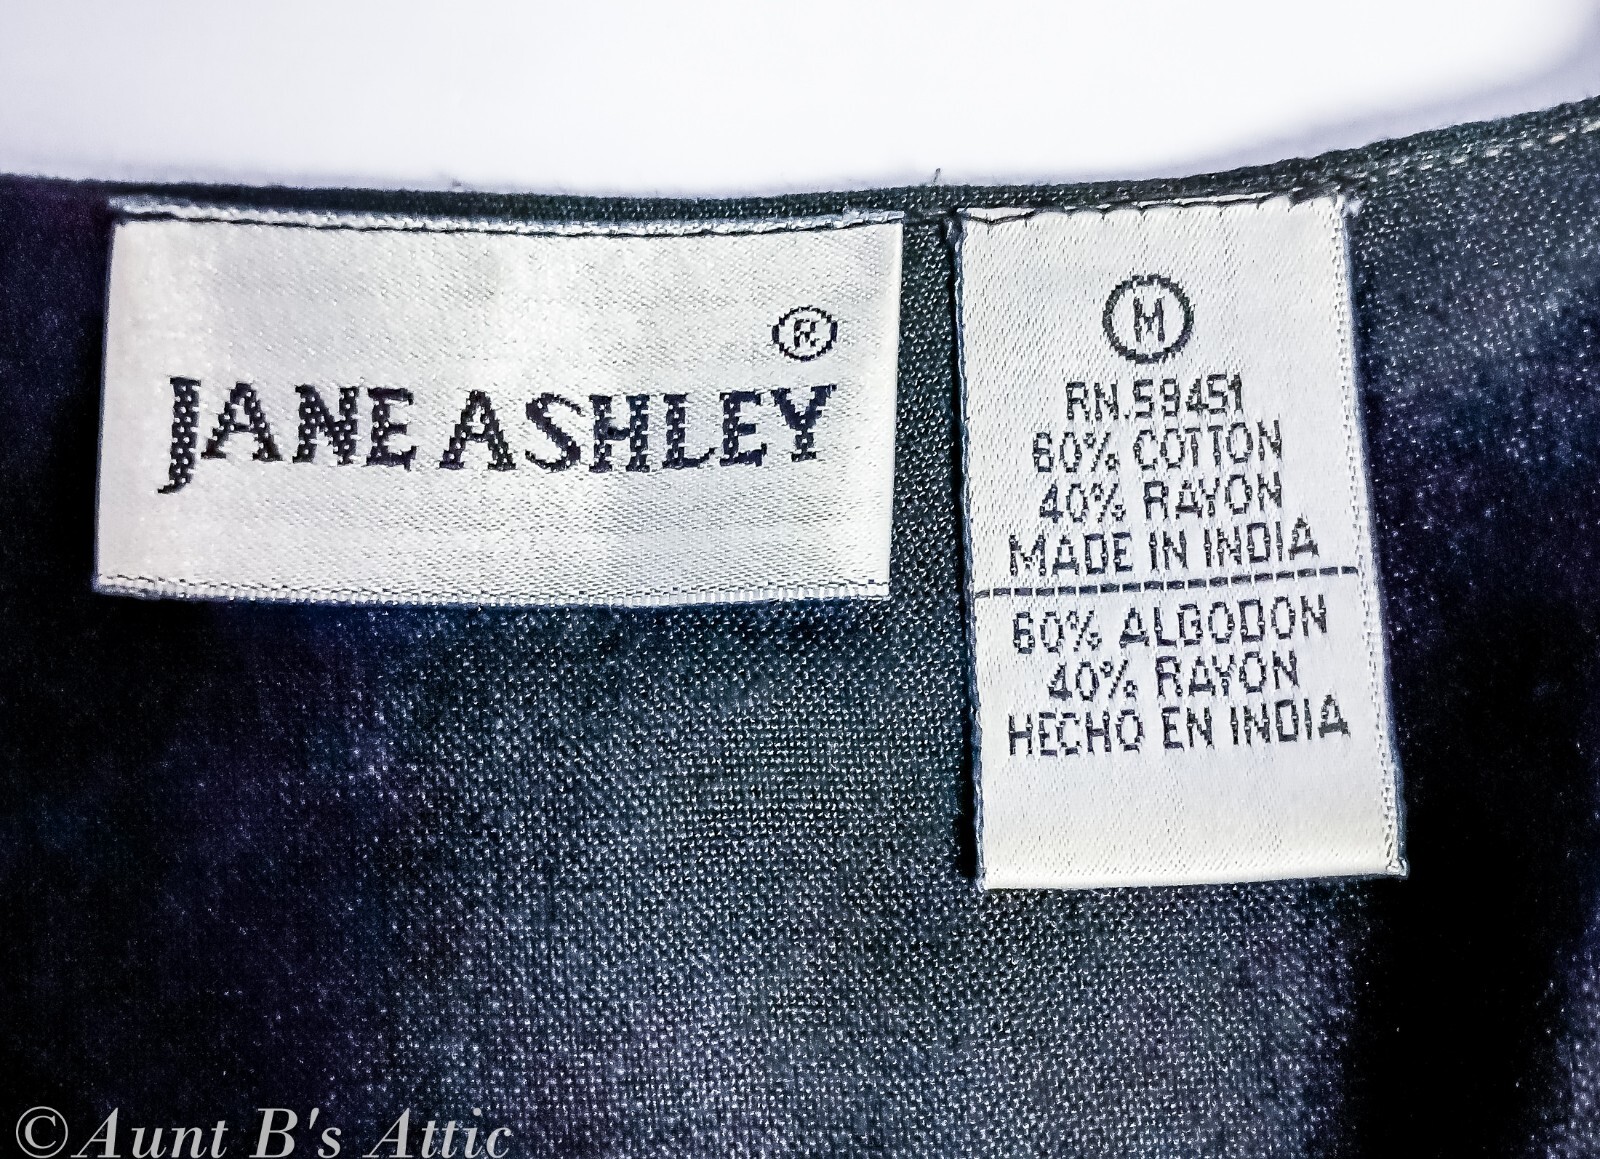 ®
JANE ASHLEY
M
RN.59451
60% COTTON
40% RAYON
MADE IN INDIA
60% ALGODON
40% RAYON
HECHO EN INDIA
©Aunt B's Attic